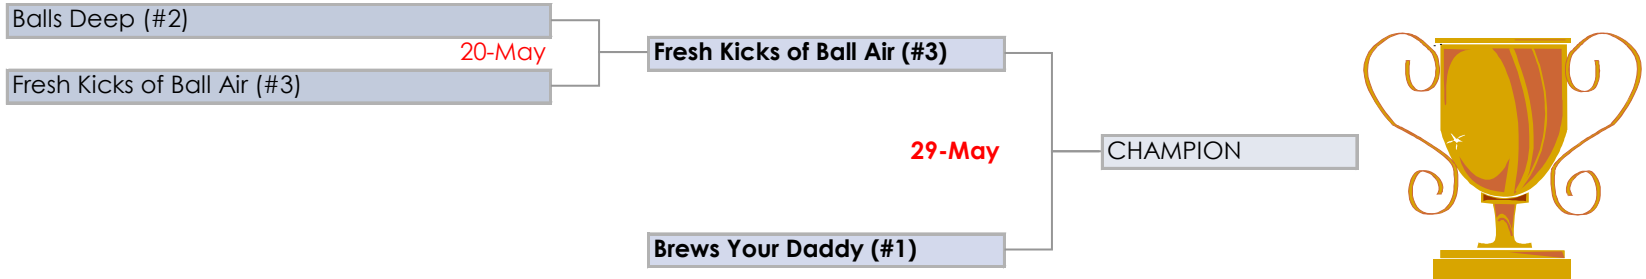 Balls Deep (#2)
20-May
Fresh Kicks of Ball Air (#3)
Fresh Kicks of Ball Air (#3)
29-May
CHAMPION
Brews Your Daddy (#1)